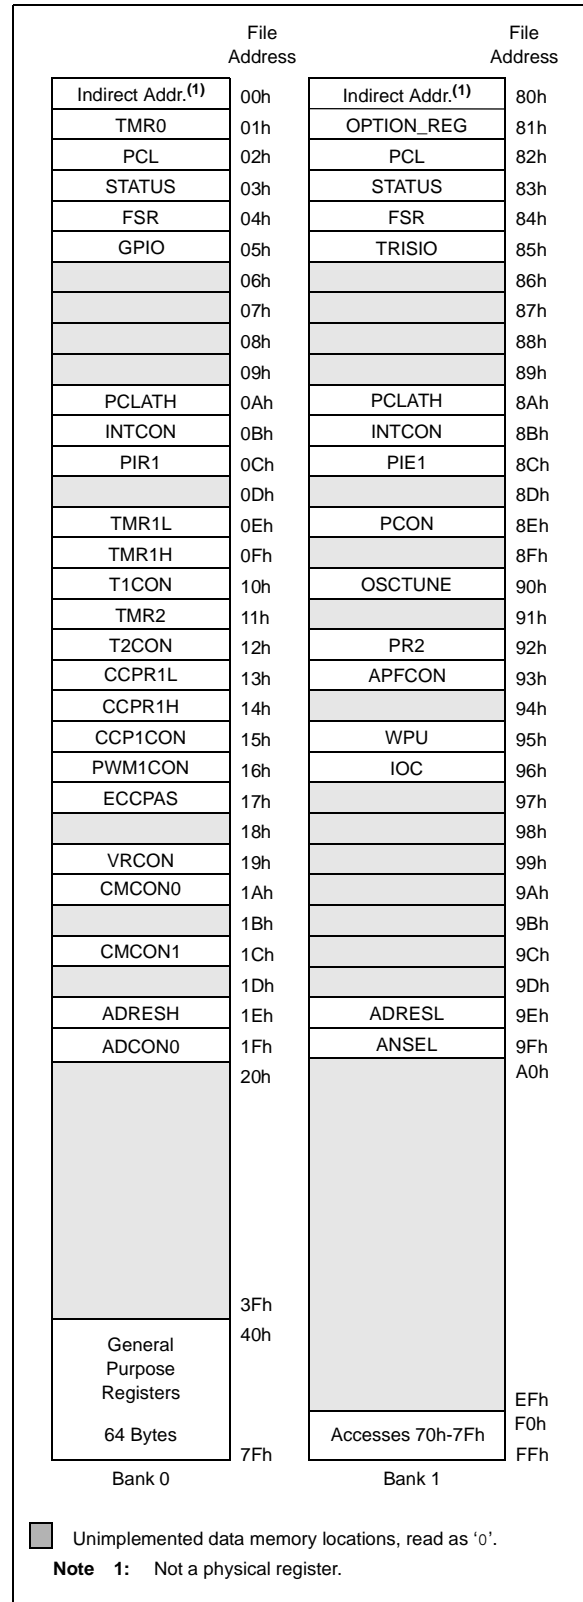 File Address File Address
Indirect Addr.(1) 00h Indirect Addr.(1) 80h
TMR0 01h OPTION_REG 81h
PCL 02h PCL 82h
STATUS 03h STATUS 83h
FSR 04h FSR 84h
GPIO 05h TRISIO 85h
06h 86h
07h 87h
08h 88h
09h 89h
PCLATH 0Ah PCLATH 8Ah
INTCON 0Bh INTCON 8Bh
PIR1 0Ch PIE1 8Ch
0Dh 8Dh
TMR1L 0Eh PCON 8Eh
TMR1H 0Fh 8Fh
T1CON 10h OSCTUNE 90h
TMR2 11h 91h
T2CON 12h PR2 92h
CCPR1L 13h APFCON 93h
CCPR1H 14h 94h
CCP1CON 15h WPU 95h
PWM1CON 16h IOC 96h
ECCPAS 17h 97h
18h 98h
VRCON 19h 99h
CMCON0 1Ah 9Ah
1Bh 9Bh
CMCON1 1Ch 9Ch
1Dh 9Dh
ADRESH 1Eh ADRESL 9Eh
ADCON0 1Fh ANSEL 9Fh
20h A0h
3Fh
40h
General
Purpose
Registers
EFh
64 Bytes Accesses 70h-7Fh F0h
7Fh FFh
Bank 0 Bank 1
Unimplemented data memory locations, read as ‘0’.
Note 1: Not a physical register.